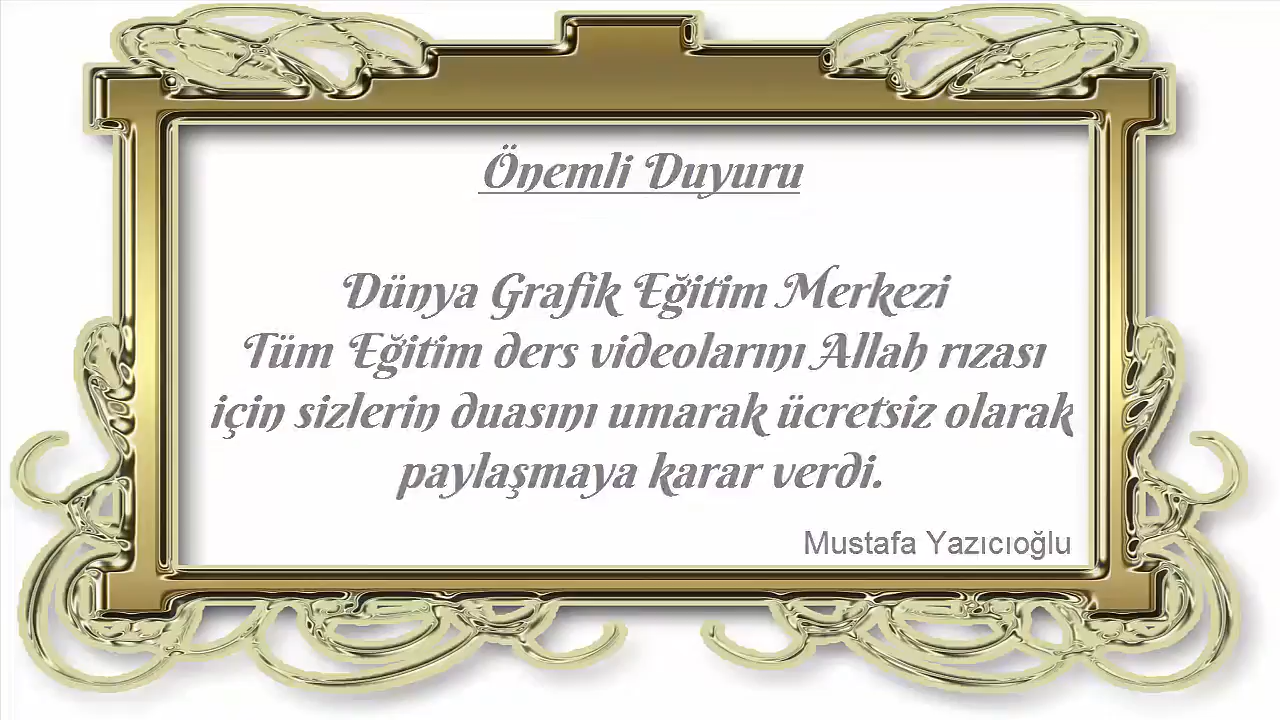 Önemli Duyuru
Dünya Grafik Eğitim Merkezi
Tüm Eğitim ders videolarını Allah rızası
için sizlerin duasını umarak ücretsiz olarak
paylaşmaya karar verdi.
Mustafa Yazıcıoğlu